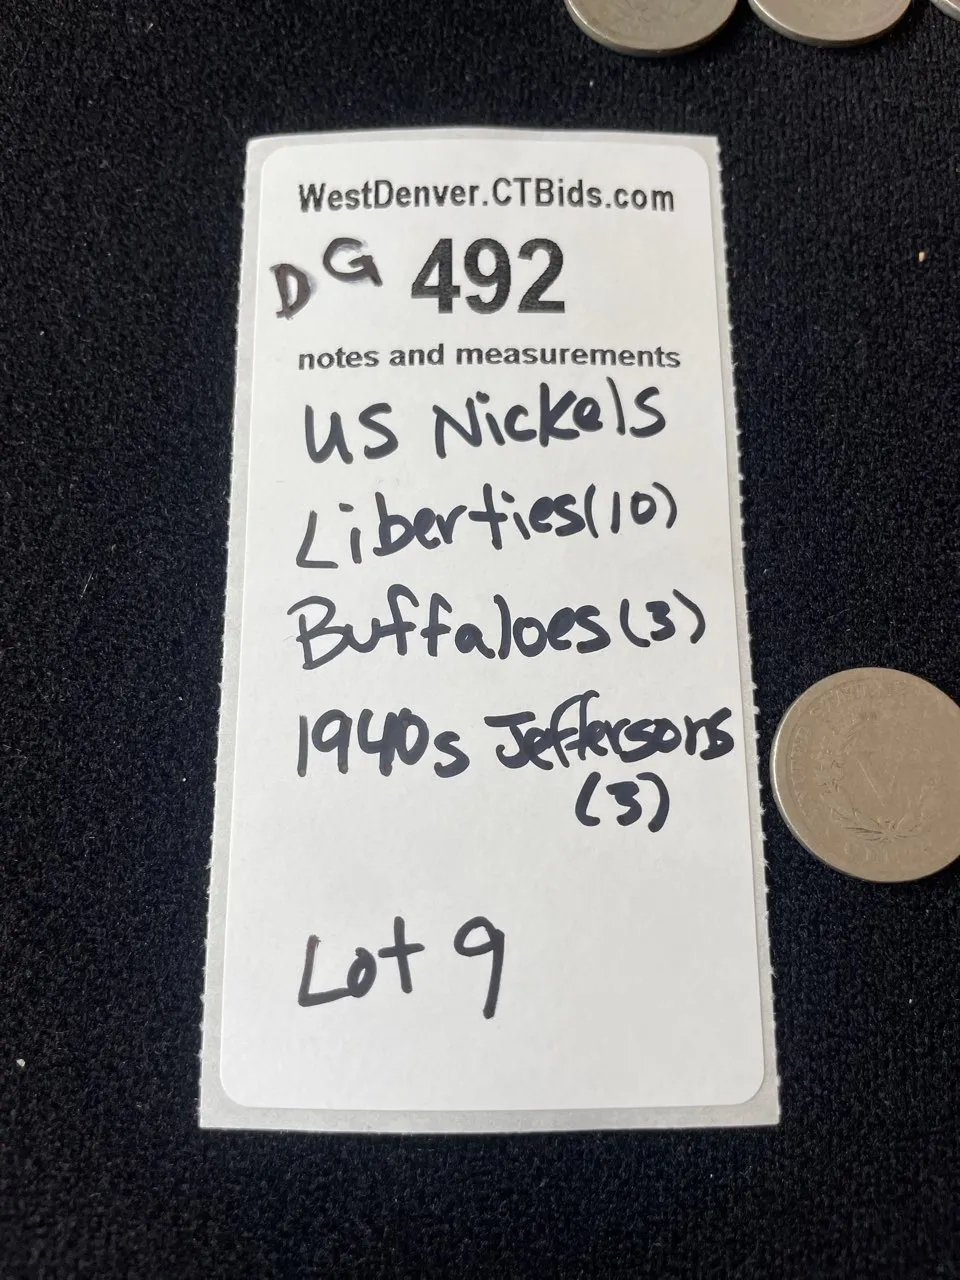 WestDenver.CTBids.com
DG 492
notes and measurements
US Nickels
Liberties(10)
Buffaloes(3)
1940s Jeffersons
(3)
Lot 9
V